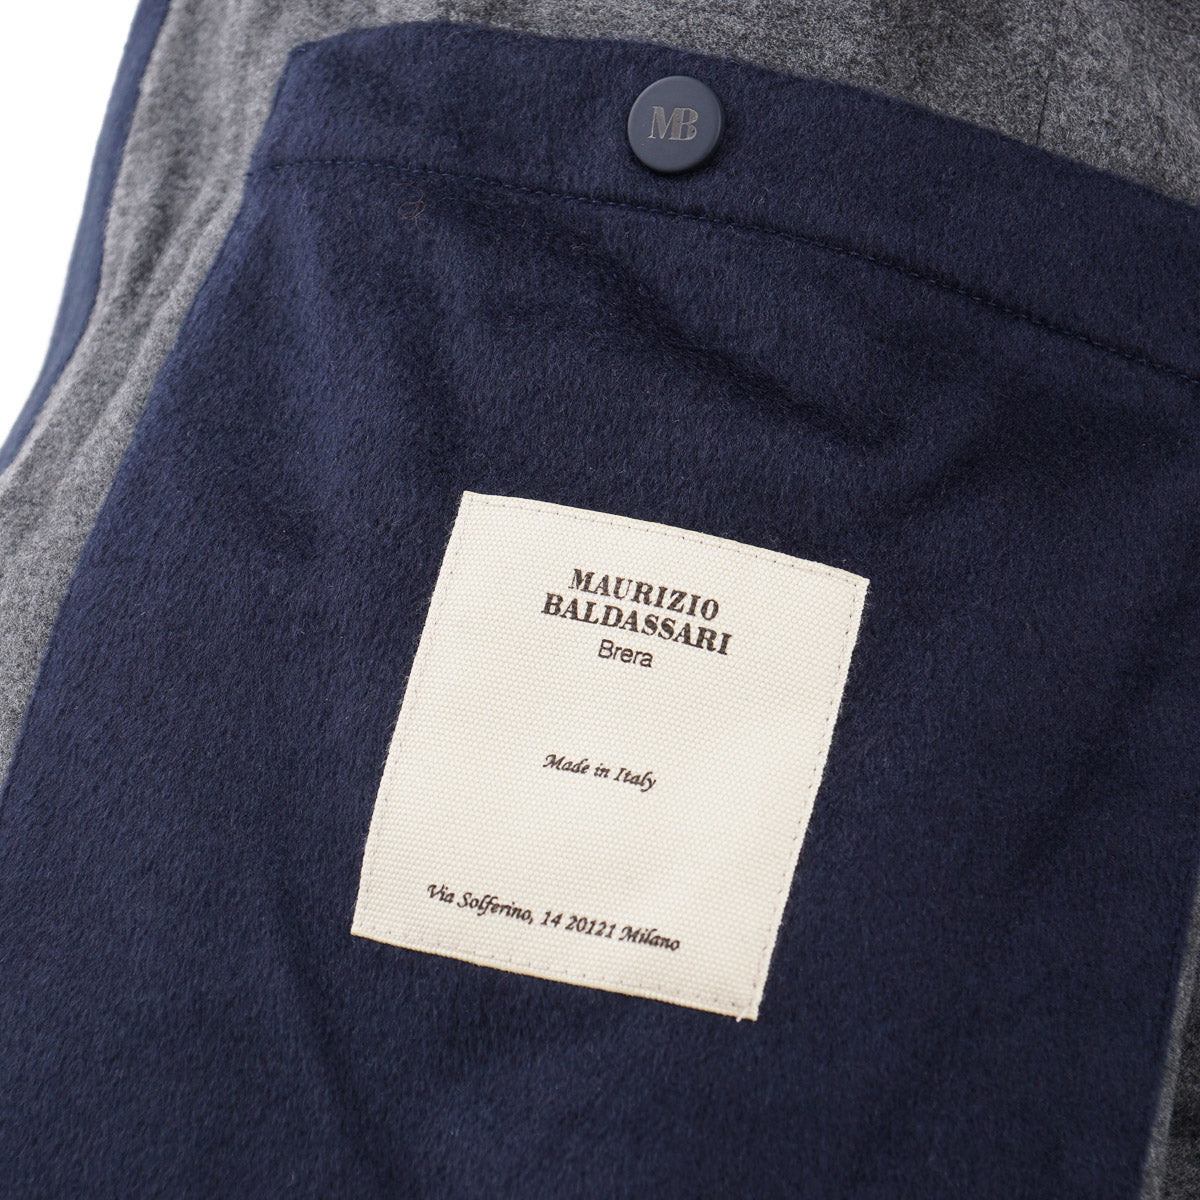 MB
MAURIZIO
BALDASSARI
Brera
Made in Italy
Via Solferino, 14 20121 Milano